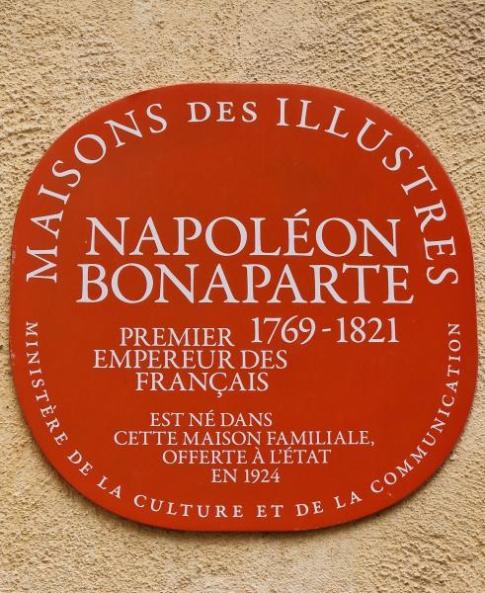 MAISONS DES ILLUSTRES
NAPOLÉON
BONAPARTE
PREMIER 1769-1821
EMPEREUR DES
FRANÇAIS
EST NÉ DANS
CETTE MAISON FAMILIALE,
OFFERTE À L'ÉTAT
EN 1924
MINISTÈRE DE LA CULTURE ET DE LA COMMUNICATION